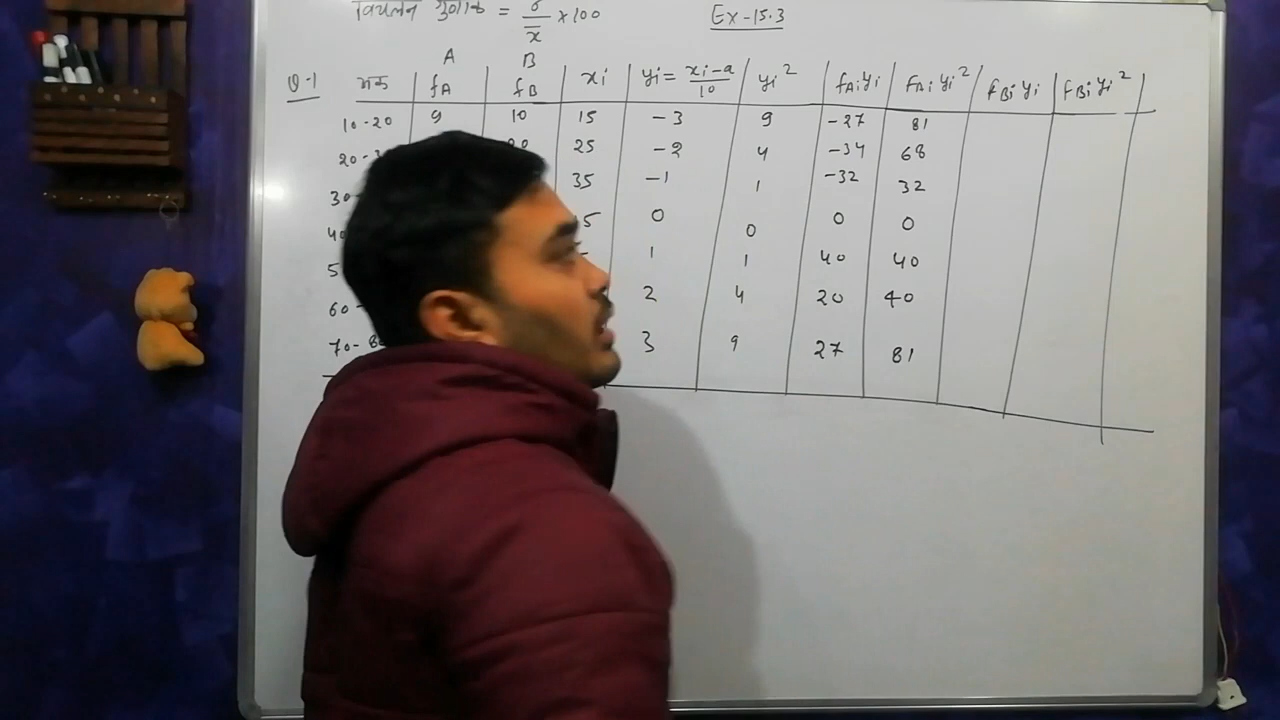 विचलन गुणांक = σ/x̄ × 100
Ex-15.3
A B
Q-1 अंक fA fB xi yi = xi-a/10 yi² fAiyi fAiyi² fBiyi fBiyi²
10-20 9 10 15 -3 9 -27 81
25 -2 4 -34 68
35 -1 1 -32 32
0 0 0 0
1 1 40 40
2 4 20 40
70-80 3 9 27 81